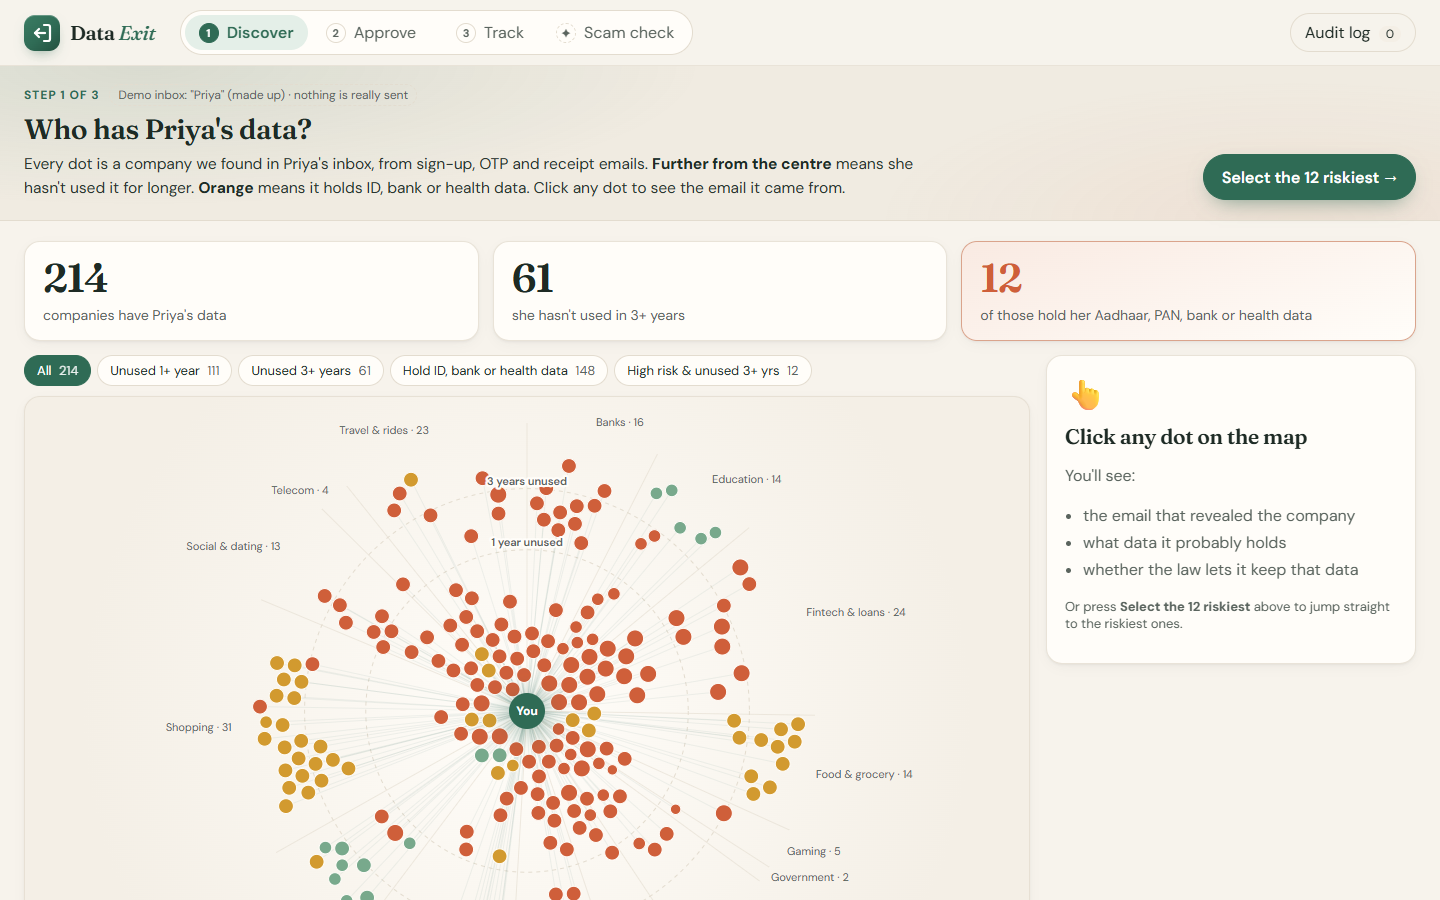 Data Exit
1 Discover
2 Approve
3 Track
✦ Scam check
Audit log 0
STEP 1 OF 3
Demo inbox: "Priya" (made up) · nothing is really sent
Who has Priya's data?
Every dot is a company we found in Priya's inbox, from sign-up, OTP and receipt emails. Further from the centre means she
hasn't used it for longer. Orange means it holds ID, bank or health data. Click any dot to see the email it came from.
Select the 12 riskiest →
214
companies have Priya's data
61
she hasn't used in 3+ years
12
of those hold her Aadhaar, PAN, bank or health data
All 214
Unused 1+ year 111
Unused 3+ years 61
Hold ID, bank or health data 148
High risk & unused 3+ yrs 12
Banks · 16
Travel & rides · 23
Education · 14
3 years unused
Telecom · 4
1 year unused
Social & dating · 13
Fintech & loans · 24
You
Shopping · 31
Food & grocery · 14
Gaming · 5
Government · 2
Click any dot on the map
You'll see:
• the email that revealed the company
• what data it probably holds
• whether the law lets it keep that data
Or press Select the 12 riskiest above to jump straight
to the riskiest ones.